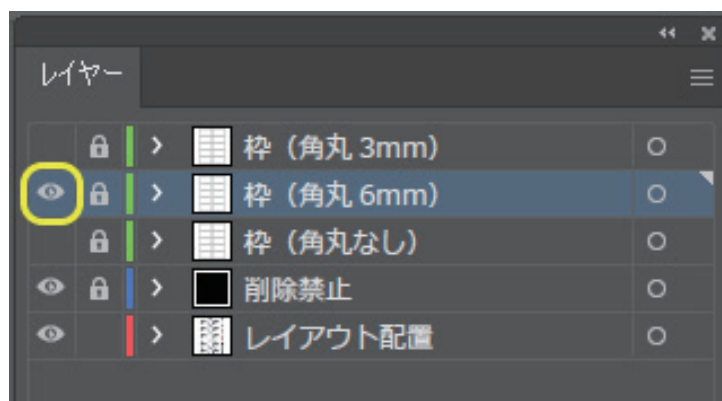 レイヤー
枠（角丸 3mm）
枠（角丸 6mm）
枠（角丸なし）
削除禁止
レイアウト配置